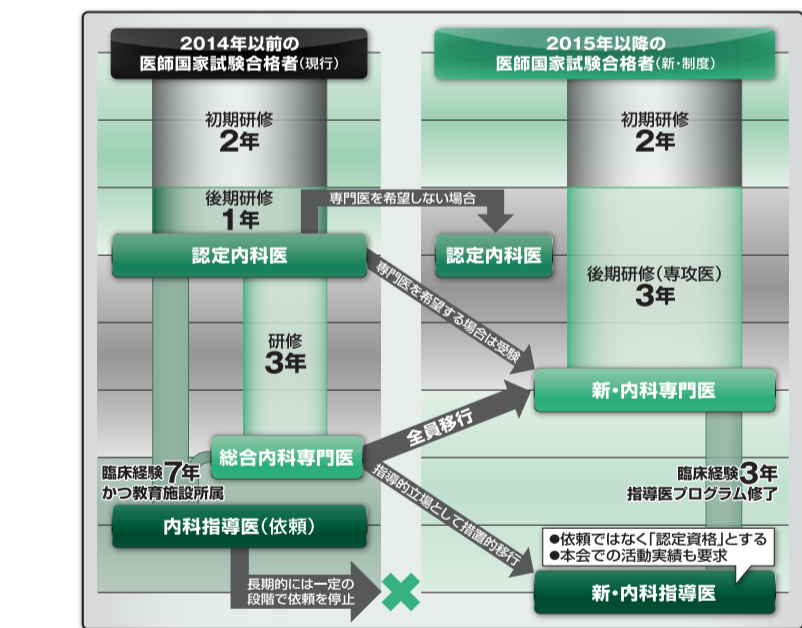 2014年以前の
医師国家試験合格者(現行)
2015年以降の
医師国家試験合格者(新・制度)
初期研修
2年
初期研修
2年
後期研修
1年
専門医を希望しない場合
認定内科医
認定内科医
後期研修(専攻医)
3年
専門医を希望する場合は受験
研修
3年
新・内科専門医
全員移行
総合内科専門医
臨床経験7年
かつ教育施設所属
指導的立場として措置的移行
臨床経験3年
指導医プログラム修了
内科指導医(依頼)
●依頼ではなく「認定資格」とする
●本会での活動実績も要求
長期的には一定の
段階で依頼を停止
新・内科指導医